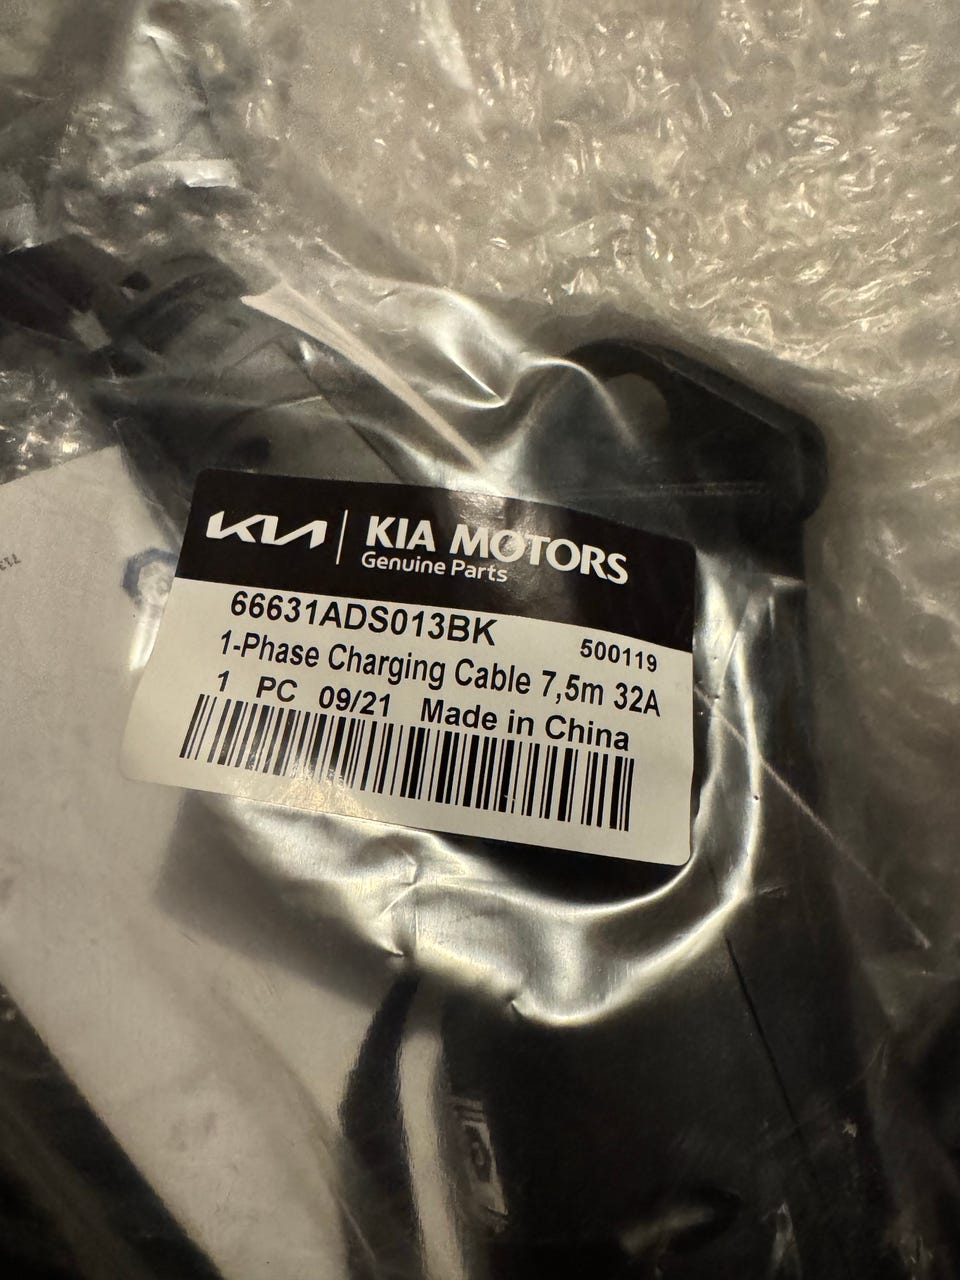 KIA | KIA MOTORS
Genuine Parts
66631ADS013BK 500119
1-Phase Charging Cable 7,5m 32A
1 PC 09/21 Made in China